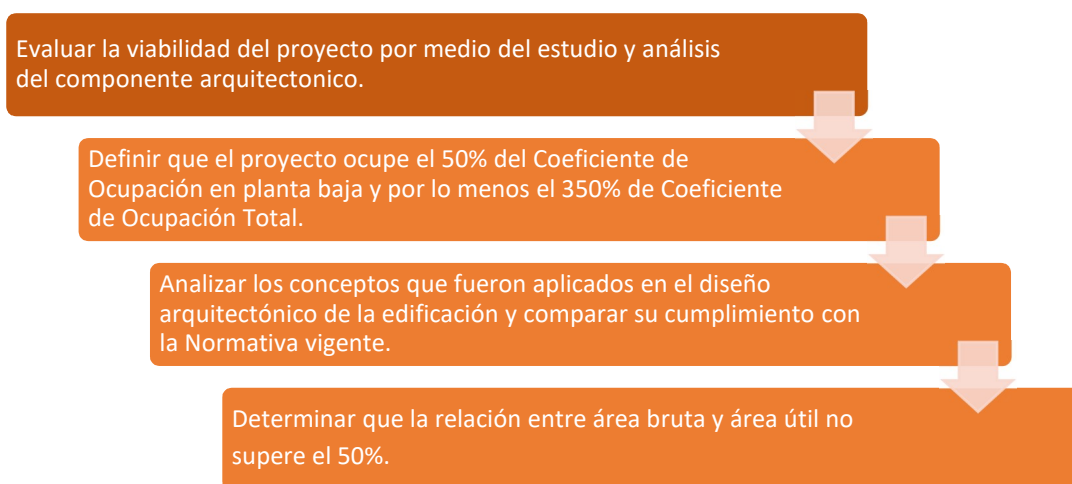 Evaluar la viabilidad del proyecto por medio del estudio y análisis
del componente arquitectonico.
Definir que el proyecto ocupe el 50% del Coeficiente de
Ocupación en planta baja y por lo menos el 350% de Coeficiente
de Ocupación Total.
Analizar los conceptos que fueron aplicados en el diseño
arquitectónico de la edificación y comparar su cumplimiento con
la Normativa vigente.
Determinar que la relación entre área bruta y área útil no
supere el 50%.